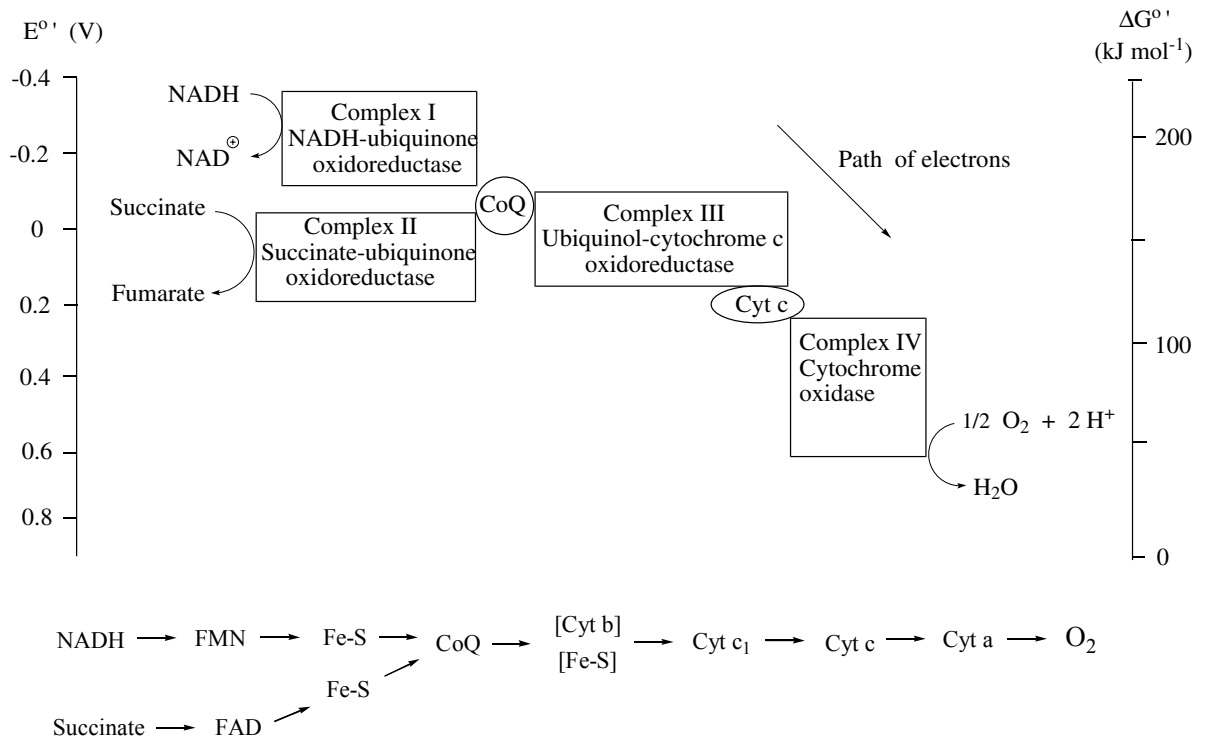 E°' (V)
ΔG°'
(kJ mol⁻¹)
-0.4
-0.2
0
0.2
0.4
0.6
0.8
200
100
0
NADH
NAD⊕
Complex I
NADH-ubiquinone
oxidoreductase
Succinate
Fumarate
Complex II
Succinate-ubiquinone
oxidoreductase
CoQ
Complex III
Ubiquinol-cytochrome c
oxidoreductase
Path of electrons
Cyt c
Complex IV
Cytochrome
oxidase
1/2 O₂ + 2 H⁺
H₂O
NADH → FMN → Fe-S → CoQ → [Cyt b] → Cyt c₁ → Cyt c → Cyt a → O₂
[Fe-S]
Fe-S
Succinate → FAD